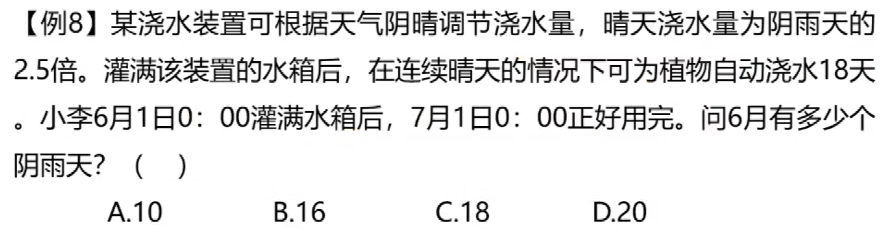 【例8】某浇水装置可根据天气阴晴调节浇水量，晴天浇水量为阴雨天的
2.5倍。灌满该装置的水箱后，在连续晴天的情况下可为植物自动浇水18天
。小李6月1日0：00灌满水箱后，7月1日0：00正好用完。问6月有多少个
阴雨天？（　）
A.10 B.16 C.18 D.20